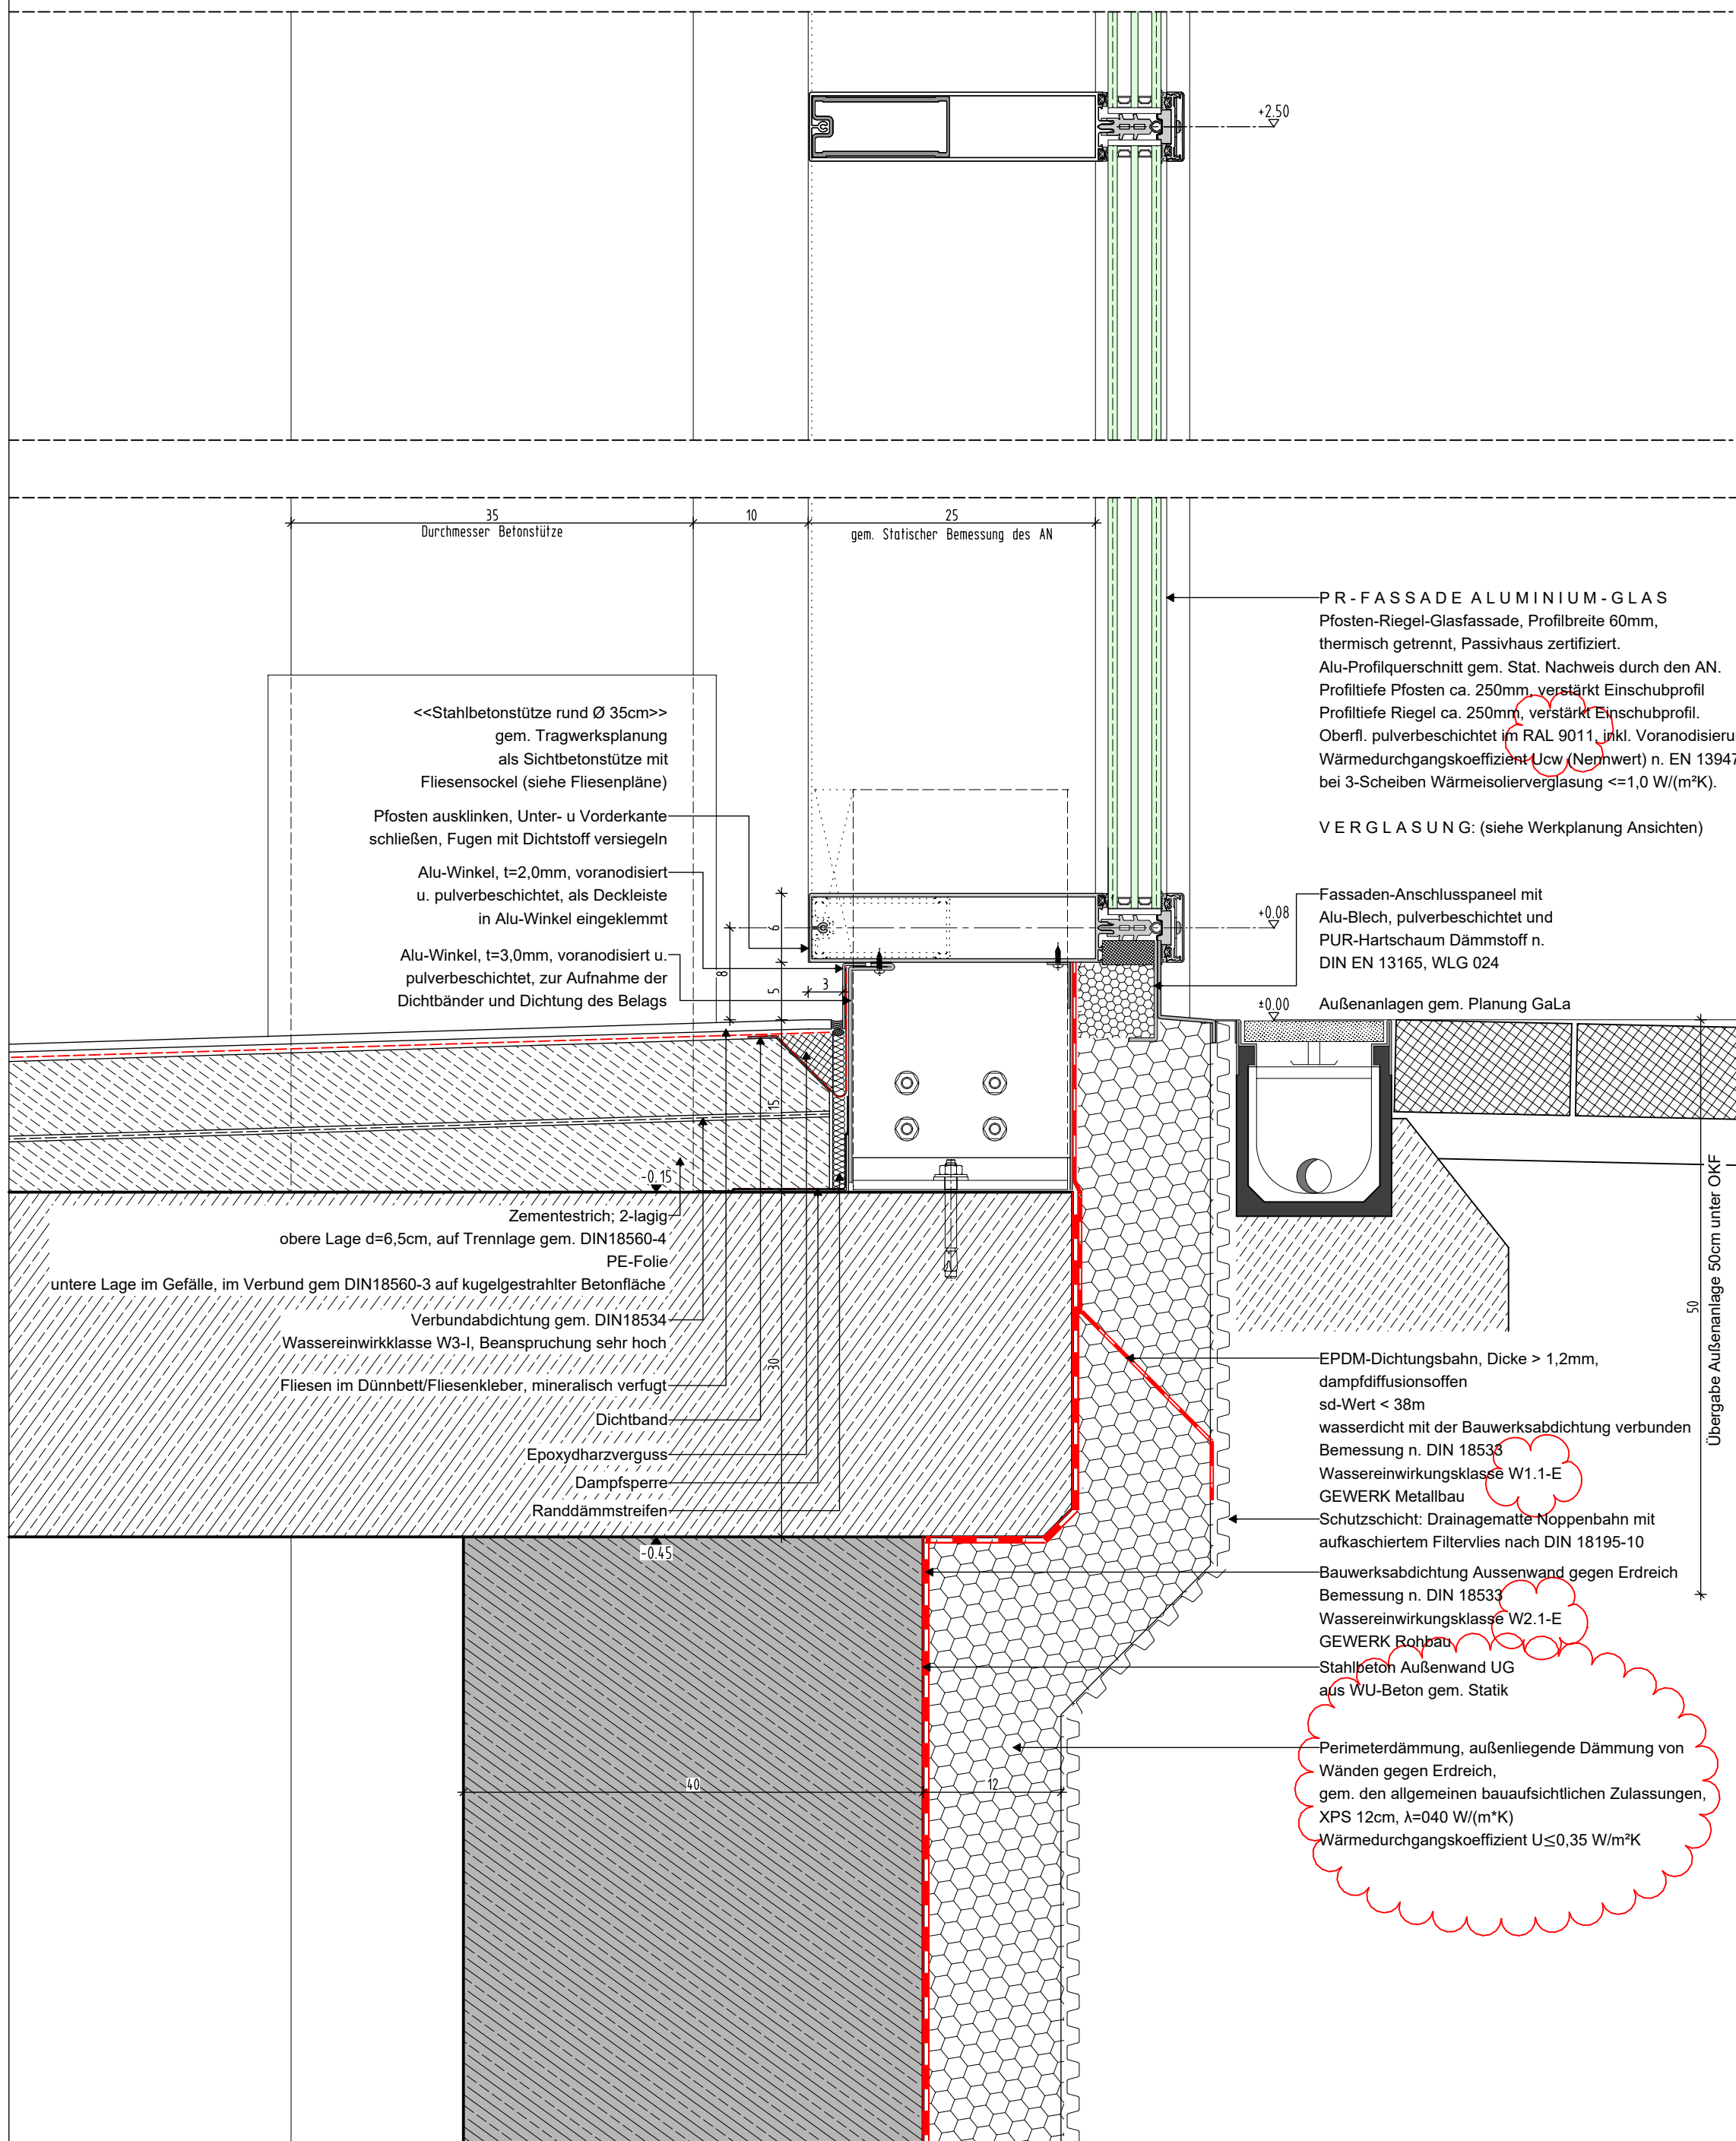 +2.50
35
Durchmesser Betonstütze
10
25
gem. Statischer Bemessung des AN
PR-FASSADE ALUMINIUM-GLAS
Pfosten-Riegel-Glasfassade, Profilbreite 60mm,
thermisch getrennt, Passivhaus zertifiziert.
Alu-Profilquerschnitt gem. Stat. Nachweis durch den AN.
Profiltiefe Pfosten ca. 250mm, verstärkt Einschubprofil
Profiltiefe Riegel ca. 250mm, verstärkt Einschubprofil.
Oberfl. pulverbeschichtet im RAL 9011, inkl. Voranodisieru
Wärmedurchgangskoeffizient Ucw (Nennwert) n. EN 13947
bei 3-Scheiben Wärmeisolierverglasung <=1,0 W/(m²K).
VERGLASUNG: (siehe Werkplanung Ansichten)
<<Stahlbetonstütze rund Ø 35cm>>
gem. Tragwerksplanung
als Sichtbetonstütze mit
Fliesensockel (siehe Fliesenpläne)
Pfosten ausklinken, Unter- u Vorderkante
schließen, Fugen mit Dichtstoff versiegeln
Alu-Winkel, t=2,0mm, voranodisiert
u. pulverbeschichtet, als Deckleiste
in Alu-Winkel eingeklemmt
Alu-Winkel, t=3,0mm, voranodisiert u.
pulverbeschichtet, zur Aufnahme der
Dichtbänder und Dichtung des Belags
6
8
5
3
15
30
+0.08
Fassaden-Anschlusspaneel mit
Alu-Blech, pulverbeschichtet und
PUR-Hartschaum Dämmstoff n.
DIN EN 13165, WLG 024
±0.00
Außenanlagen gem. Planung GaLa
-0.15
Zementestrich; 2-lagig
obere Lage d=6,5cm, auf Trennlage gem. DIN18560-4
PE-Folie
untere Lage im Gefälle, im Verbund gem DIN18560-3 auf kugelgestrahlter Betonfläche
Verbundabdichtung gem. DIN18534
Wassereinwirkklasse W3-I, Beanspruchung sehr hoch
Fliesen im Dünnbett/Fliesenkleber, mineralisch verfugt
Dichtband
Epoxydharzverguss
Dampfsperre
Randdämmstreifen
-0.45
50
Übergabe Außenanlage 50cm unter OKF
EPDM-Dichtungsbahn, Dicke > 1,2mm,
dampfdiffusionsoffen
sd-Wert < 38m
wasserdicht mit der Bauwerksabdichtung verbunden
Bemessung n. DIN 18533
Wassereinwirkungsklasse W1.1-E
GEWERK Metallbau
Schutzschicht: Drainagematte Noppenbahn mit
aufkaschiertem Filtervlies nach DIN 18195-10
Bauwerksabdichtung Aussenwand gegen Erdreich
Bemessung n. DIN 18533
Wassereinwirkungsklasse W2.1-E
GEWERK Rohbau
Stahlbeton Außenwand UG
aus WU-Beton gem. Statik
Perimeterdämmung, außenliegende Dämmung von
Wänden gegen Erdreich,
gem. den allgemeinen bauaufsichtlichen Zulassungen,
XPS 12cm, λ=040 W/(m*K)
Wärmedurchgangskoeffizient U≤0,35 W/m²K
40
12